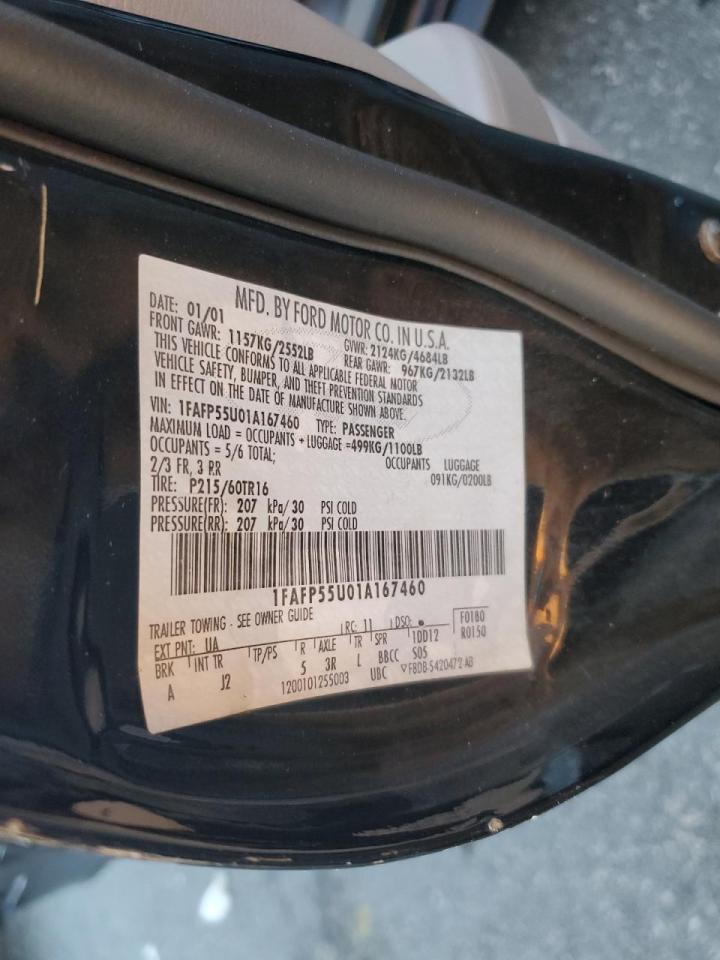 MFD. BY FORD MOTOR CO. IN U.S.A.
DATE: 01/01 GVWR: 2124KG/4684LB
FRONT GAWR: 1157KG/2552LB REAR GAWR: 967KG/2132LB
THIS VEHICLE CONFORMS TO ALL APPLICABLE FEDERAL MOTOR
VEHICLE SAFETY, BUMPER, AND THEFT PREVENTION STANDARDS
IN EFFECT ON THE DATE OF MANUFACTURE SHOWN ABOVE.
VIN: 1FAFP55U01A167460 TYPE: PASSENGER
MAXIMUM LOAD = OCCUPANTS + LUGGAGE =499KG/1100LB
OCCUPANTS = 5/6 TOTAL; OCCUPANTS LUGGAGE
2/3 FR, 3 RR 091KG/0200LB
TIRE: P215/60TR16
PRESSURE(FR): 207 kPa/30 PSI COLD
PRESSURE(RR): 207 kPa/30 PSI COLD
1FAFP55U01A167460
TRAILER TOWING - SEE OWNER GUIDE
EXT PNT: UA RC: 11 DSO: F0180
BRK INT TR TP/PS R AXLE TR SPR 1DD12 R0150
A J2 5 3R L BBCC S05
1200101255003 UBC F8DB-5420472-AB